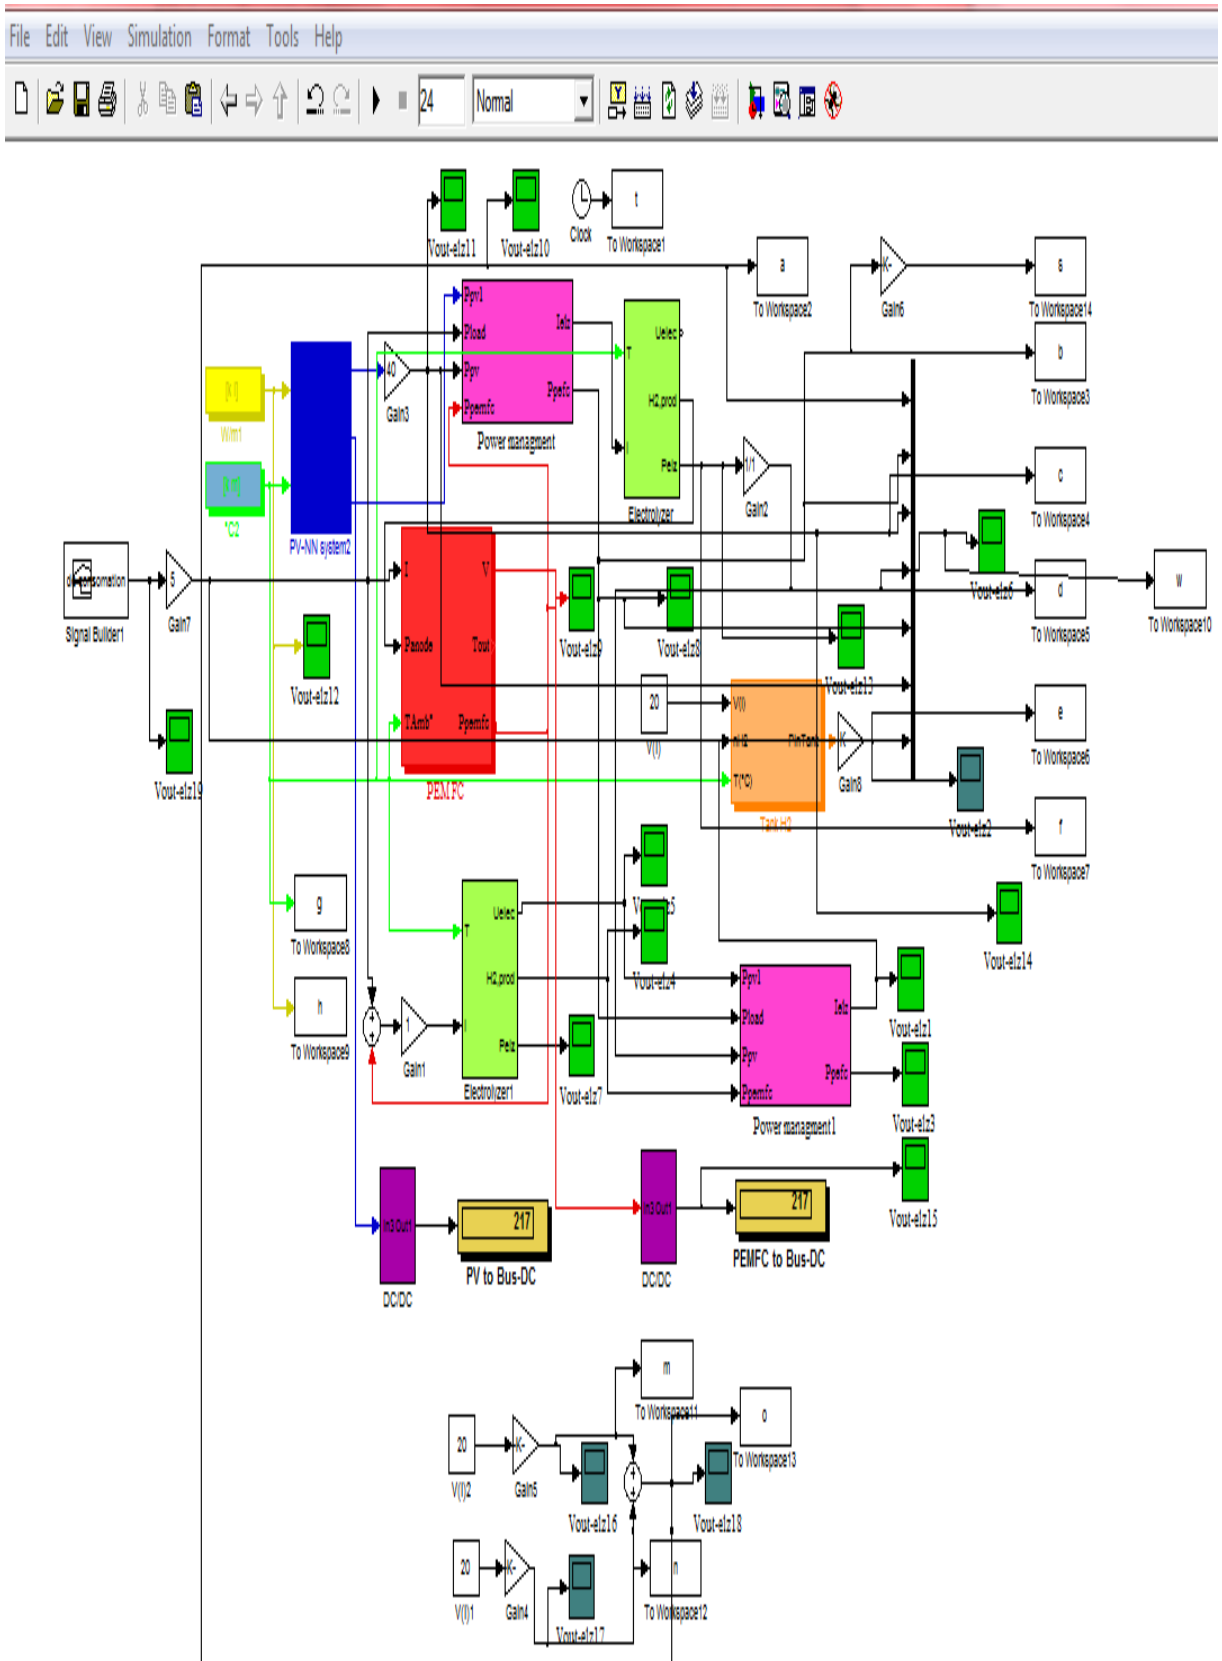 File Edit View Simulation Format Tools Help
24 Normal
Vout-elz11
Vout-elz10
Clock
t
To Workspace1
a
To Workspace2
K-
Gain6
s
To Workspace14
b
To Workspace3
c
To Workspace4
d
To Workspace5
w
To Workspace10
e
To Workspace6
f
To Workspace7
W/m1
°C2
PV-NN system2
40
Gain3
Ppv1
Pload
Ppv
Ppemfc
Ielz
Ppefc
Power managment
T
I
Uelec
H2,prod
Pelz
Electrolyzer
1/1
Gain2
Signal Builder1
5
Gain7
I
Panode
TAmb°
V
Tout
Ppemfc
PEM FC
Vout-elz9
Vout-elz8
Vout-elz6
Vout-elz13
Vout-elz12
Vout-elz19
20
V(l)
V(l)
nH2
T(°C)
Tank H2
K
Gain8
Vout-elz2
g
To Workspace8
h
To Workspace9
1
Gain1
T
I
Uelec
H2,prod
Pelz
Electrolyzer1
Vout-elz4
Vout-elz7
Vout-elz14
Ppv1
Pload
Ppv
Ppemfc
Ielz
Ppefc
Power managment1
Vout-elz1
Vout-elz3
Vout-elz15
In3 Out1
DC/DC
217
PV to Bus-DC
In3 Out1
DC/DC
217
PEMFC to Bus-DC
m
To Workspace11
o
To Workspace13
20
V(l)2
K-
Gain5
Vout-elz16
Vout-elz18
20
V(l)1
K-
Gain4
Vout-elz17
n
To Workspace12